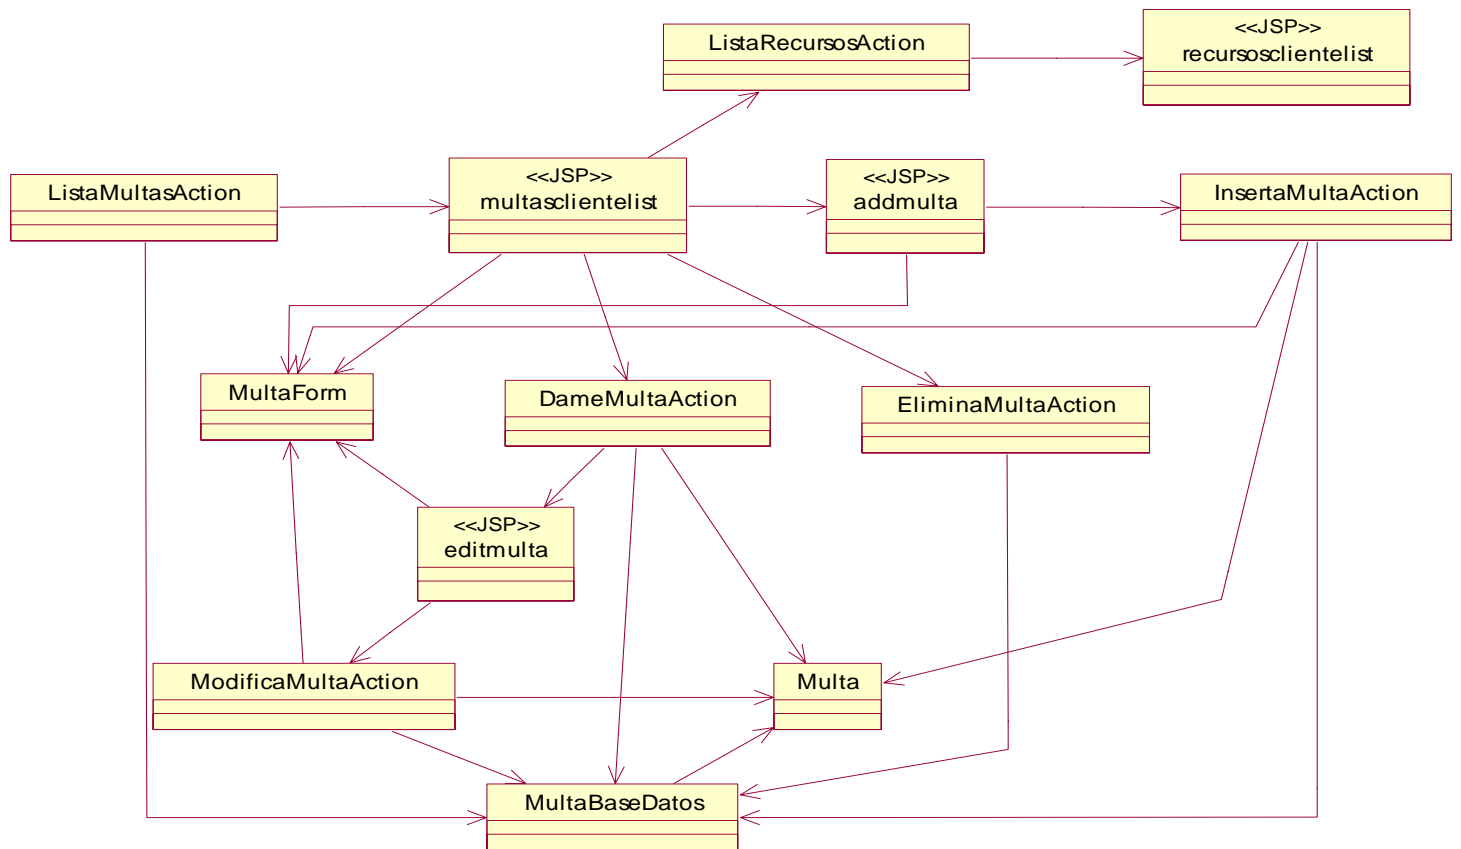 <<JSP>>
recursosclientelist
ListaRecursosAction
ListaMultasAction
<<JSP>>
multasclientelist
<<JSP>>
addmulta
InsertaMultaAction
MultaForm
DameMultaAction
EliminaMultaAction
<<JSP>>
editmulta
ModificaMultaAction
Multa
MultaBaseDatos